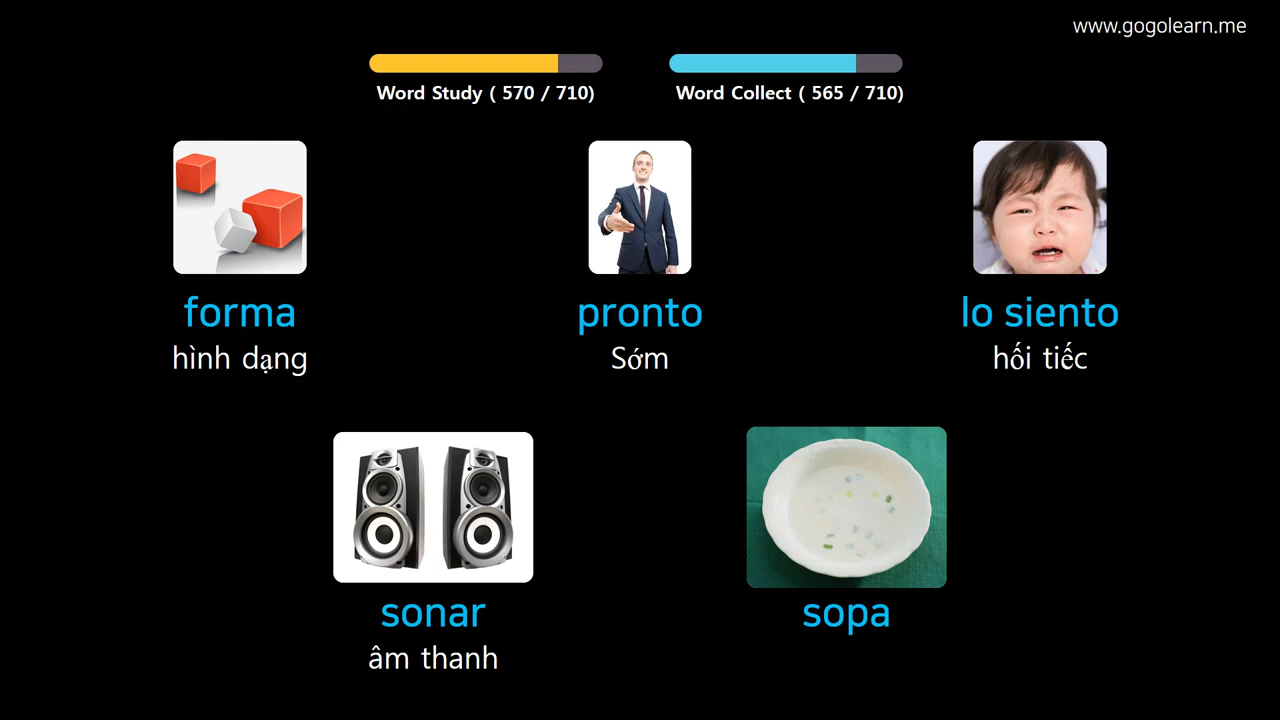 www.gogolearn.me
Word Study ( 570 / 710)
Word Collect ( 565 / 710)
forma
hình dạng
pronto
Sớm
lo siento
hối tiếc
sonar
âm thanh
sopa